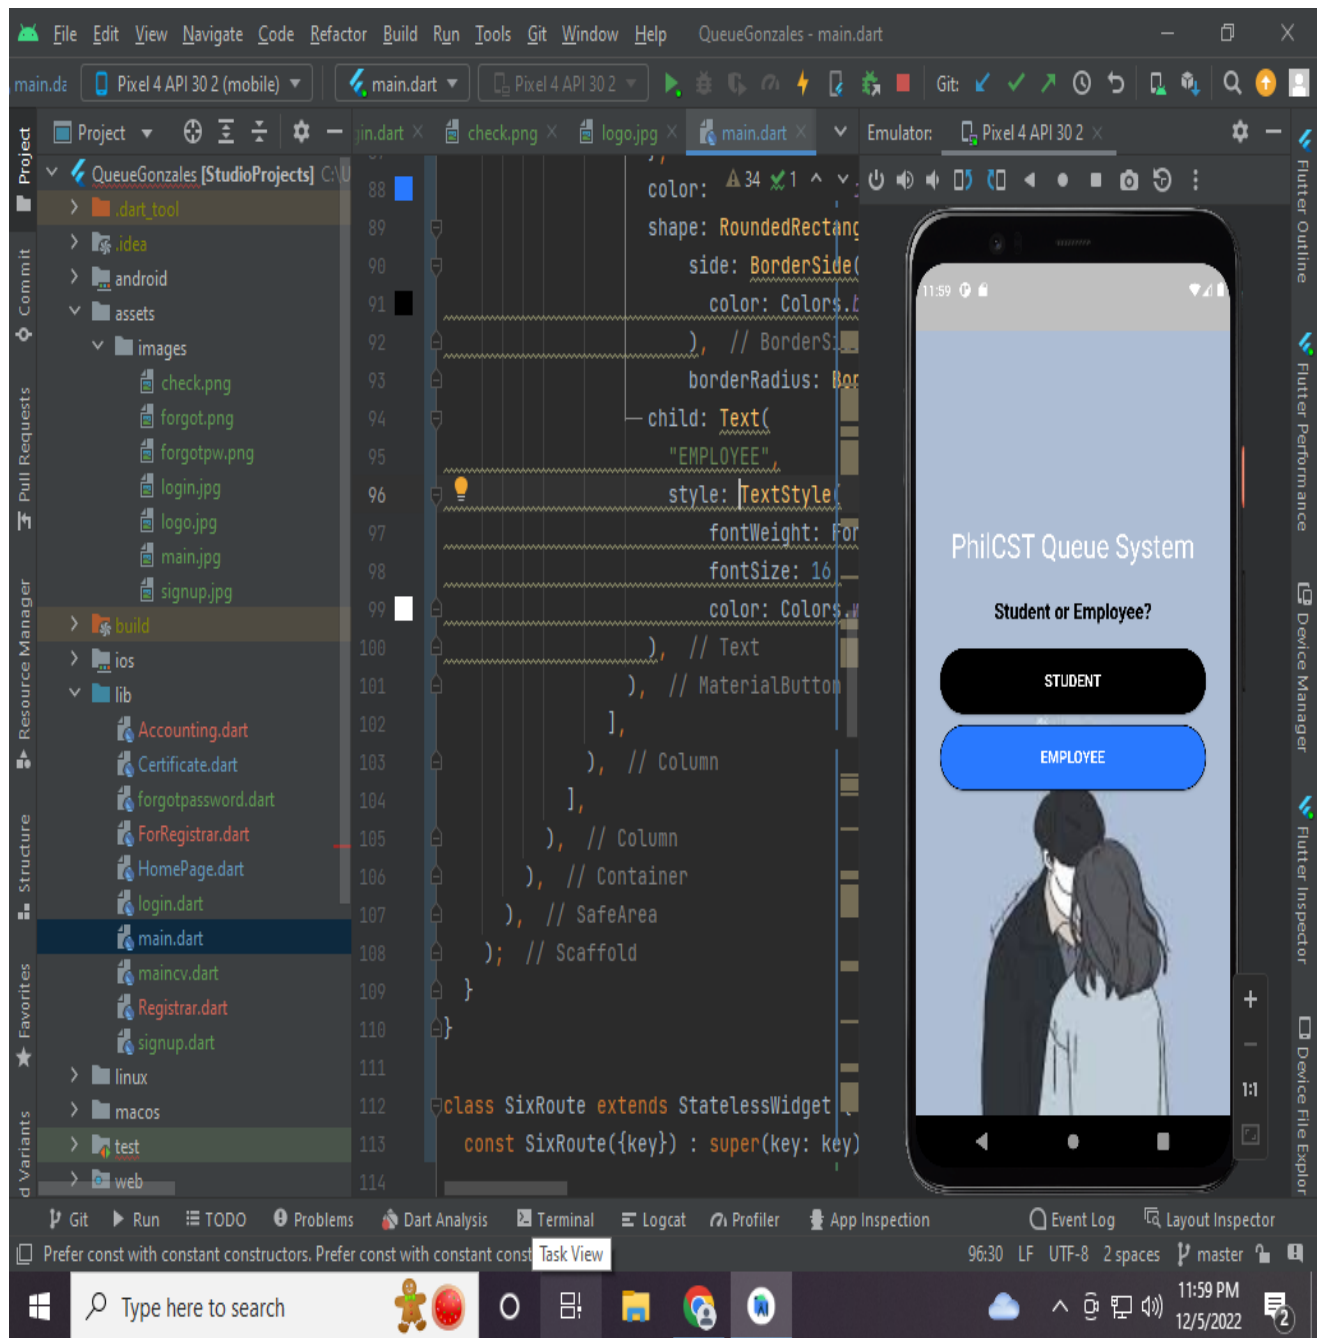 File Edit View Navigate Code Refactor Build Run Tools Git Window Help QueueGonzales - main.dart
main.da Pixel 4 API 30 2 (mobile) main.dart Pixel 4 API 30 2 Git:
Project
jin.dart check.png logo.jpg main.dart
Emulator: Pixel 4 API 30 2
QueueGonzales [StudioProjects] C:\U
.dart_tool
.idea
android
assets
images
check.png
forgot.png
forgotpw.png
login.jpg
logo.jpg
main.jpg
signup.jpg
build
ios
lib
Accounting.dart
Certificate.dart
forgotpassword.dart
ForRegistrar.dart
HomePage.dart
login.dart
main.dart
maincv.dart
Registrar.dart
signup.dart
linux
macos
test
web
Project
Commit
Pull Requests
Resource Manager
Structure
Favorites
d Variants
34 1
88 color:
89 shape: RoundedRectang
90 side: BorderSide(
91 color: Colors.b
92 ), // BorderSi
93 borderRadius: Bor
94 child: Text(
95 "EMPLOYEE",
96 style: TextStyle(
97 fontWeight: Fon
98 fontSize: 16
99 color: Colors.w
100 ), // Text
101 ), // MaterialButton
102 ],
103 ), // Column
104 ],
105 ), // Column
106 ), // Container
107 ), // SafeArea
108 ); // Scaffold
109 }
110 }
111
112 class SixRoute extends StatelessWidget {
113 const SixRoute({key}) : super(key: key)
114
11:59
PhilCST Queue System
Student or Employee?
STUDENT
EMPLOYEE
1:1
Flutter Outline
Flutter Performance
Device Manager
Flutter Inspector
Device File Explor
Git Run TODO Problems Dart Analysis Terminal Logcat Profiler App Inspection Event Log Layout Inspector
Prefer const with constant constructors. Prefer const with constant const
Task View
96:30 LF UTF-8 2 spaces master
Type here to search
11:59 PM
12/5/2022
2